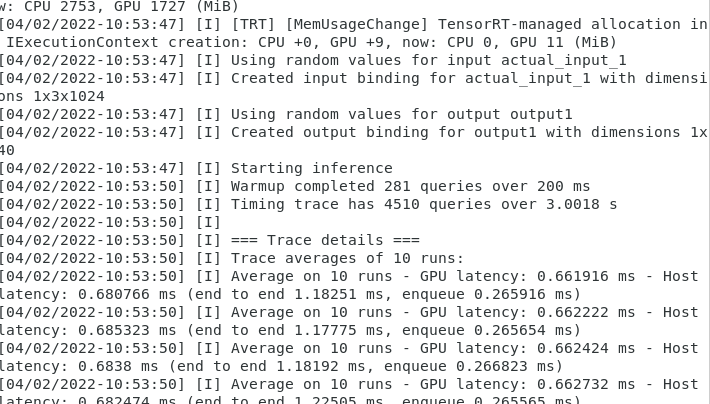 w: CPU 2753, GPU 1727 (MiB)
[04/02/2022-10:53:47] [I] [TRT] [MemUsageChange] TensorRT-managed allocation in
 IExecutionContext creation: CPU +0, GPU +9, now: CPU 0, GPU 11 (MiB)
[04/02/2022-10:53:47] [I] Using random values for input actual_input_1
[04/02/2022-10:53:47] [I] Created input binding for actual_input_1 with dimensi
ons 1x3x1024
[04/02/2022-10:53:47] [I] Using random values for output output1
[04/02/2022-10:53:47] [I] Created output binding for output1 with dimensions 1x
40
[04/02/2022-10:53:47] [I] Starting inference
[04/02/2022-10:53:50] [I] Warmup completed 281 queries over 200 ms
[04/02/2022-10:53:50] [I] Timing trace has 4510 queries over 3.0018 s
[04/02/2022-10:53:50] [I]
[04/02/2022-10:53:50] [I] === Trace details ===
[04/02/2022-10:53:50] [I] Trace averages of 10 runs:
[04/02/2022-10:53:50] [I] Average on 10 runs - GPU latency: 0.661916 ms - Host
latency: 0.680766 ms (end to end 1.18251 ms, enqueue 0.265916 ms)
[04/02/2022-10:53:50] [I] Average on 10 runs - GPU latency: 0.662222 ms - Host
latency: 0.685323 ms (end to end 1.17775 ms, enqueue 0.265654 ms)
[04/02/2022-10:53:50] [I] Average on 10 runs - GPU latency: 0.662424 ms - Host
latency: 0.6838 ms (end to end 1.18192 ms, enqueue 0.266823 ms)
[04/02/2022-10:53:50] [I] Average on 10 runs - GPU latency: 0.662732 ms - Host
latency: 0.682474 ms (end to end 1.22505 ms, enqueue 0.265565 ms)